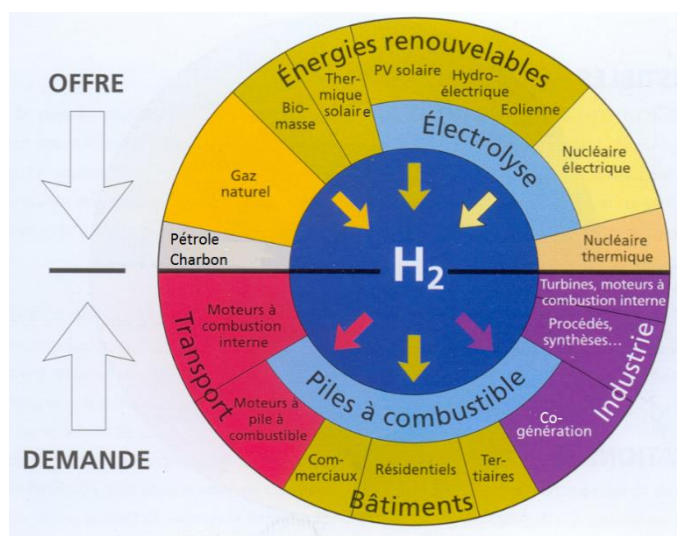 OFFRE
Énergies renouvelables
Bio-
masse
Ther-
mique
solaire
PV solaire
Hydro-
électrique
Eolienne
Électrolyse
Nucléaire
électrique
Gaz
naturel
Pétrole
Charbon
Nucléaire
thermique
H2
Moteurs à
combustion
interne
Transport
Moteurs à
pile à
combustible
Piles à combustible
Turbines, moteurs à
combustion interne
Procédés,
synthèses...
Industrie
Co-
génération
DEMANDE
Com-
merciaux
Résidentiels
Ter-
tiaires
Bâtiments